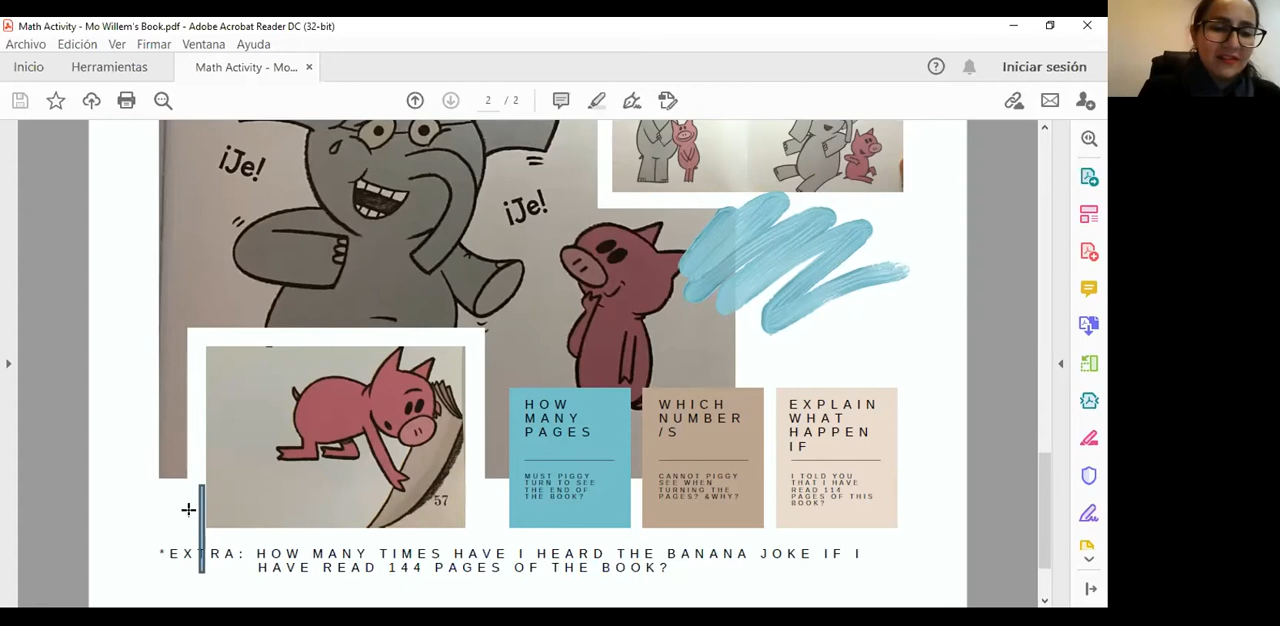 Math Activity - Mo Willem's Book.pdf - Adobe Acrobat Reader DC (32-bit)
Archivo Edición Ver Firmar Ventana Ayuda
Inicio Herramientas Math Activity - Mo... × Iniciar sesión
2 / 2
¡Je!
¡Je!
57
HOW
MANY
PAGES
MUST PIGGY
TURN TO SEE
THE END OF
THE BOOK?
WHICH
NUMBER
/S
CANNOT PIGGY
SEE WHEN
TURNING THE
PAGES? &WHY?
EXPLAIN
WHAT
HAPPEN
IF
I TOLD YOU
THAT I HAVE
READ 114
PAGES OF THIS
BOOK?
*EXTRA: HOW MANY TIMES HAVE I HEARD THE BANANA JOKE IF I
HAVE READ 144 PAGES OF THE BOOK?